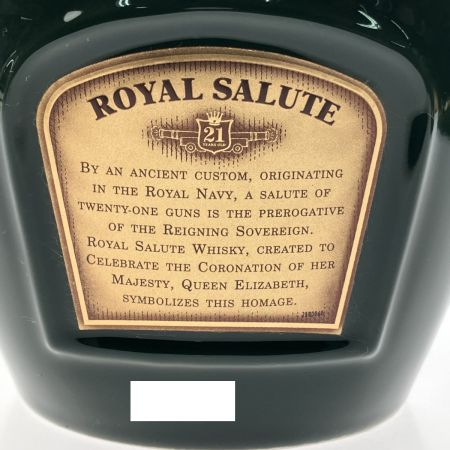 ROYAL SALUTE
21
YEARS OLD
BY AN ANCIENT CUSTOM, ORIGINATING
IN THE ROYAL NAVY, A SALUTE OF
TWENTY-ONE GUNS IS THE PREROGATIVE
OF THE REIGNING SOVEREIGN.
ROYAL SALUTE WHISKY, CREATED TO
CELEBRATE THE CORONATION OF HER
MAJESTY, QUEEN ELIZABETH,
SYMBOLIZES THIS HOMAGE.